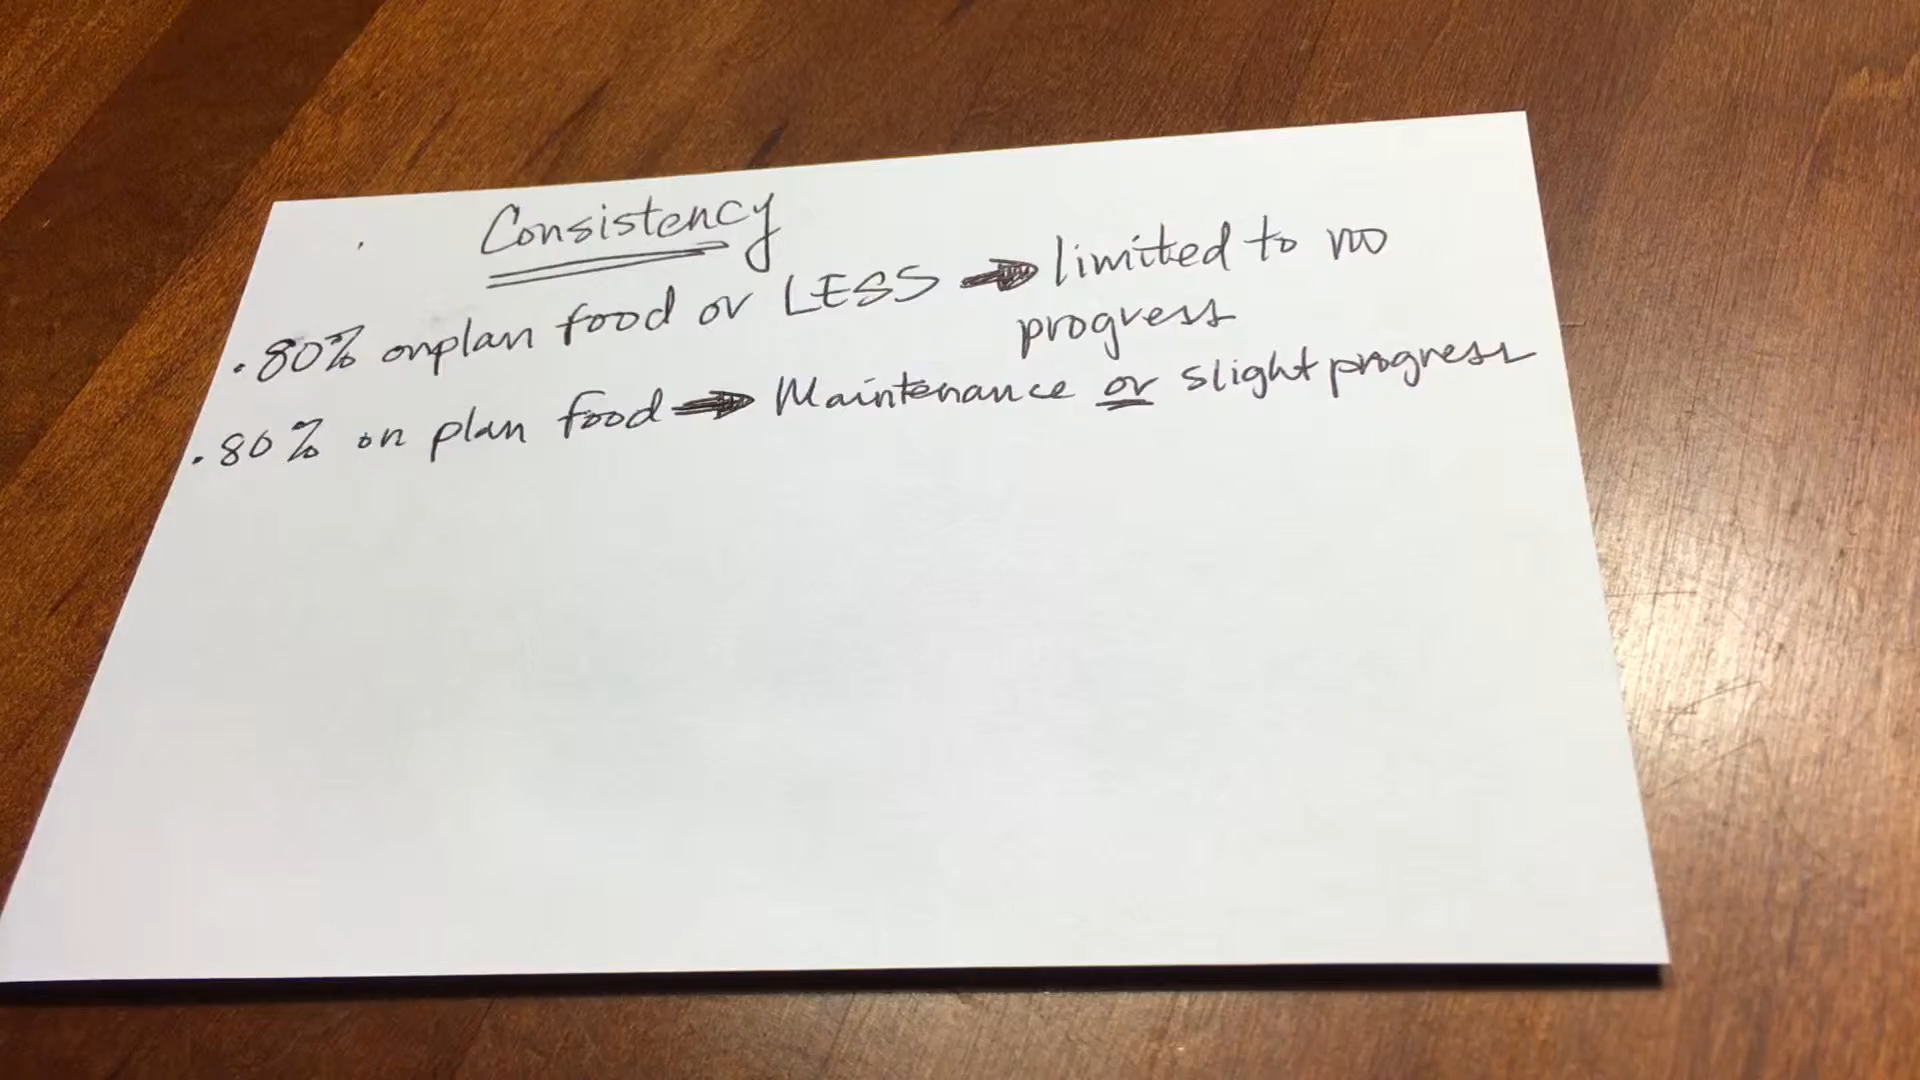 Consistency
. 80% onplan food or LESS → limited to no
progress
. 80% on plan food → Maintenance or slight progress